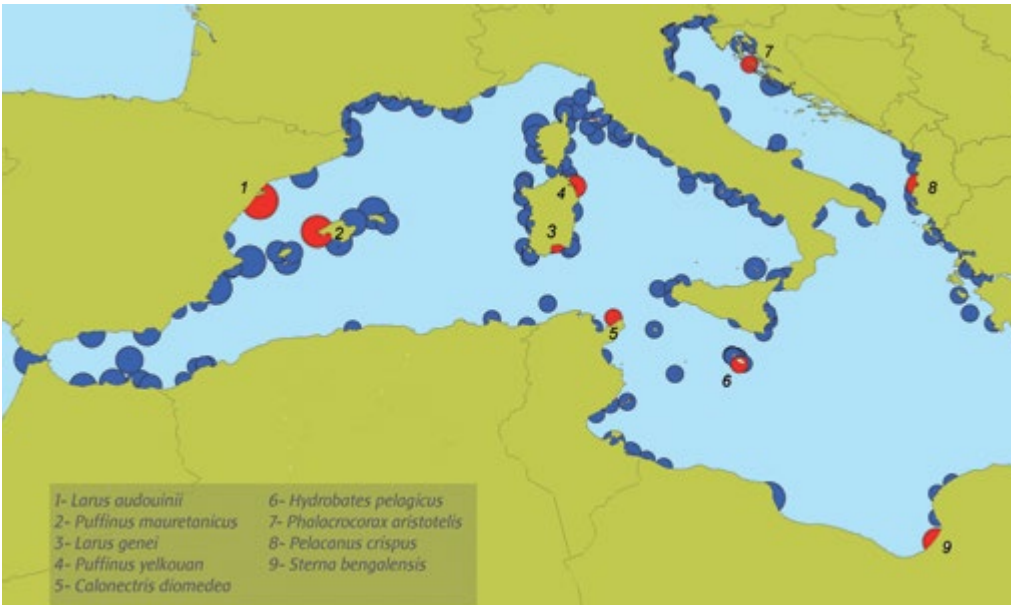 7
1
4
8
2
3
5
6
9
1- Larus audouinii
2- Puffinus mauretanicus
3- Larus genei
4- Puffinus yelkouan
5- Calonectris diomedea
6- Hydrobates pelagicus
7- Phalacrocorax aristotelis
8- Pelacanus crispus
9- Sterna bengalensis